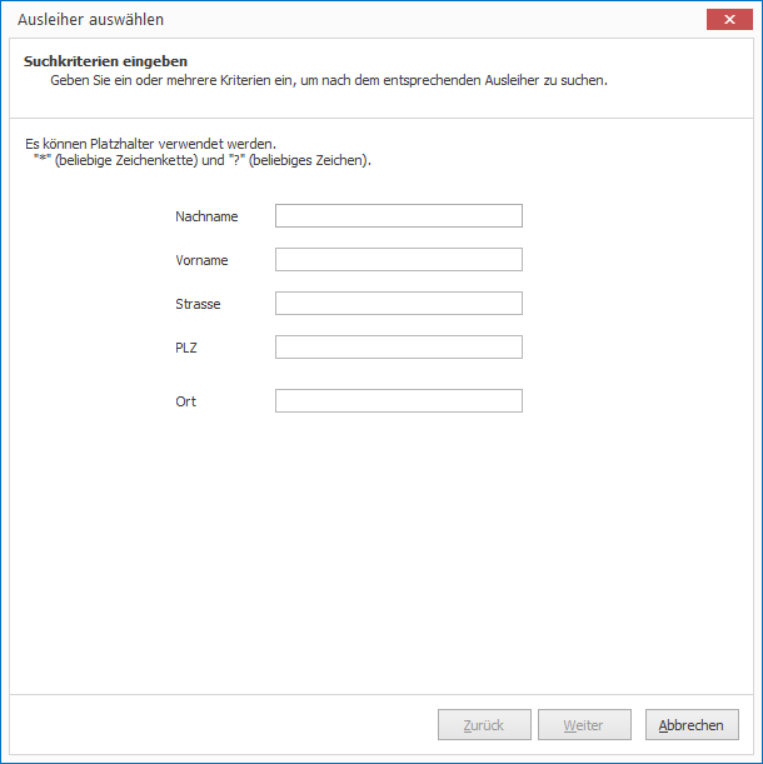 Ausleiher auswählen
Suchkriterien eingeben
Geben Sie ein oder mehrere Kriterien ein, um nach dem entsprechenden Ausleiher zu suchen.
Es können Platzhalter verwendet werden.
"*" (beliebige Zeichenkette) und "?" (beliebiges Zeichen).
Nachname
Vorname
Strasse
PLZ
Ort
Zurück Weiter Abbrechen